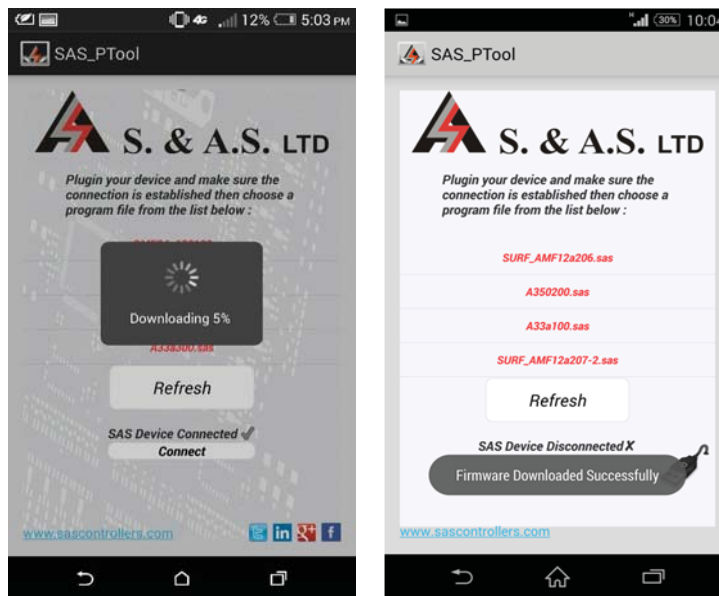 4G 12% 5:03 PM
SAS_PTool
S. & A.S. LTD
Plugin your device and make sure the
connection is established then choose a
program file from the list below :
Downloading 5%
A33a300.sas
Refresh
SAS Device Connected
Connect
www.sascontrollers.com
H 30% 10:04
SAS_PTool
S. & A.S. LTD
Plugin your device and make sure the
connection is established then choose a
program file from the list below :
SURF_AMF12a206.sas
A350200.sas
A33a100.sas
SURF_AMF12a207-2.sas
Refresh
SAS Device Disconnected X
Firmware Downloaded Successfully
www.sascontrollers.com